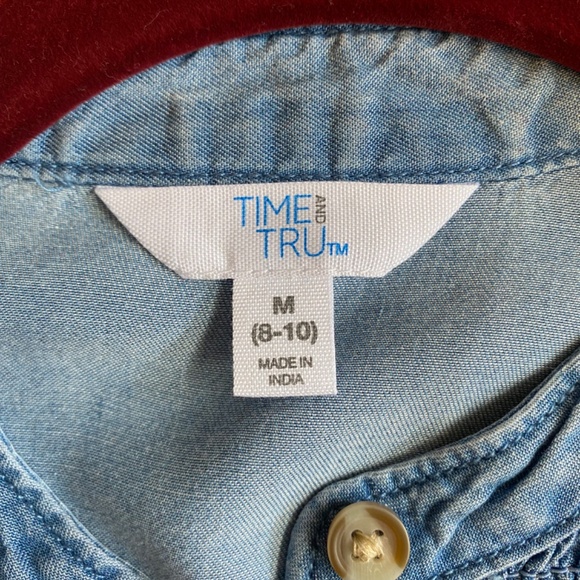 TIME AND
TRU™
M
(8-10)
MADE IN
INDIA